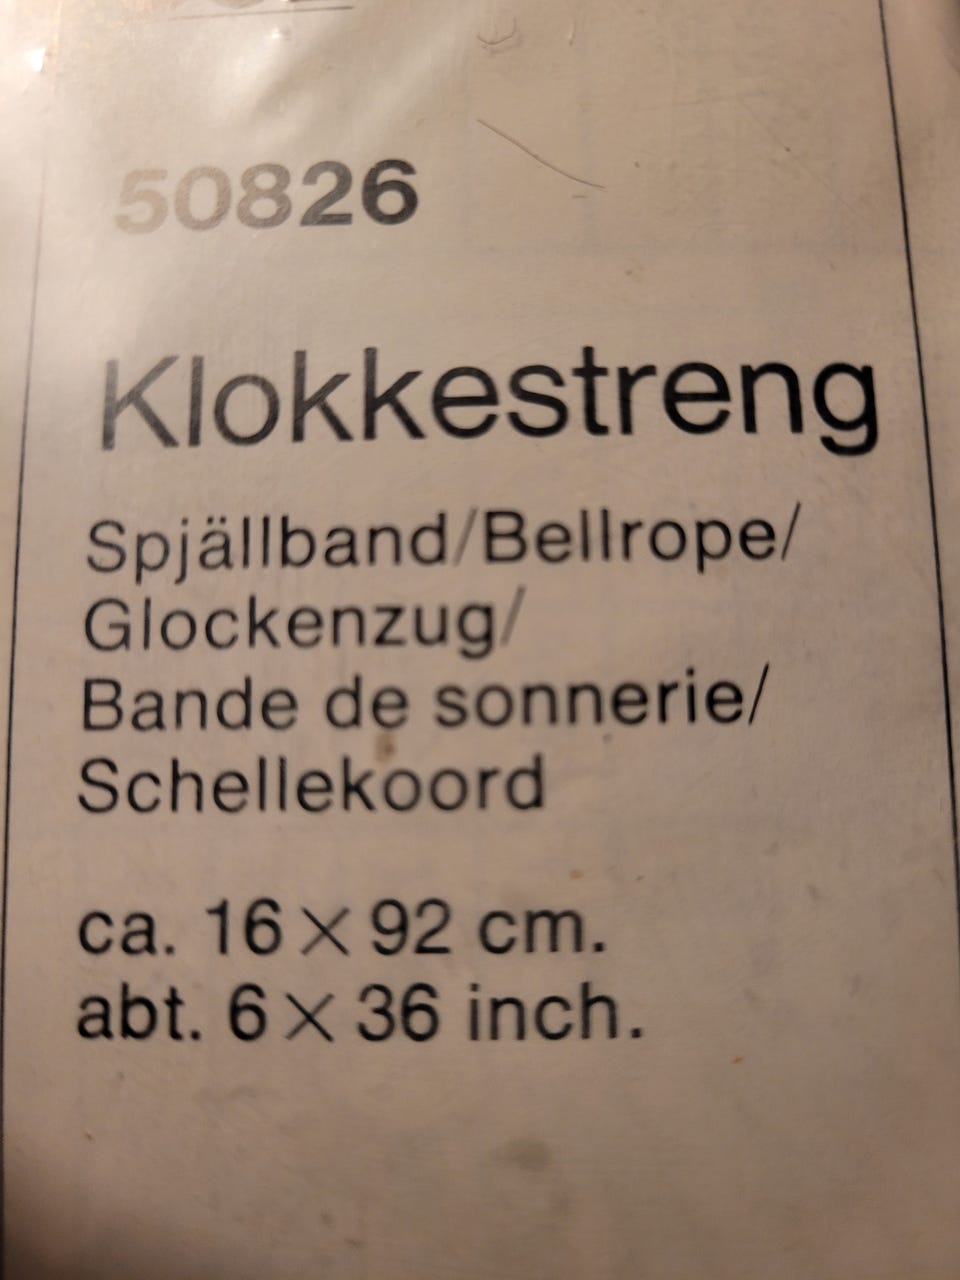 50826
Klokkestreng
Spjällband/Bellrope/
Glockenzug/
Bande de sonnerie/
Schellekoord
ca. 16 × 92 cm.
abt. 6 × 36 inch.